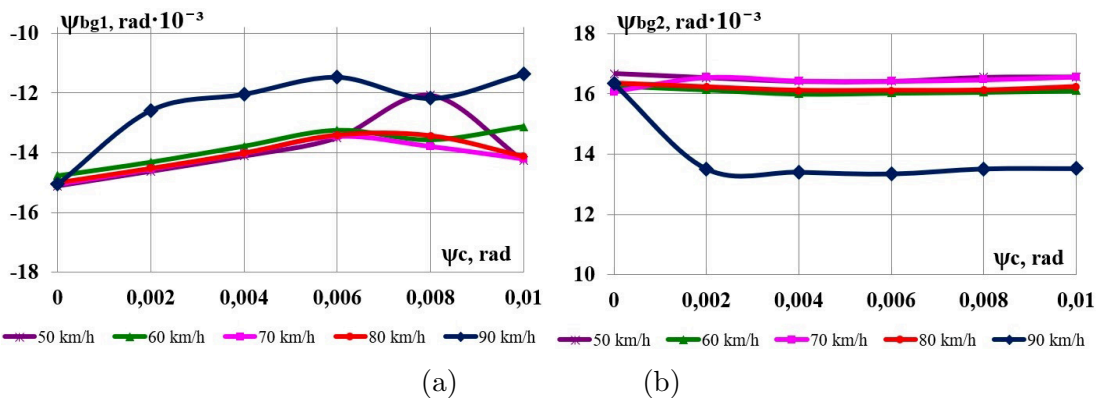 Ψbg1, rad·10⁻³
-10
-12
-14
-16
-18
Ψc, rad
0 0,002 0,004 0,006 0,008 0,01
50 km/h 60 km/h 70 km/h 80 km/h 90 km/h
(a)
Ψbg2, rad·10⁻³
18
16
14
12
10
Ψc, rad
0 0,002 0,004 0,006 0,008 0,01
50 km/h 60 km/h 70 km/h 80 km/h 90 km/h
(b)